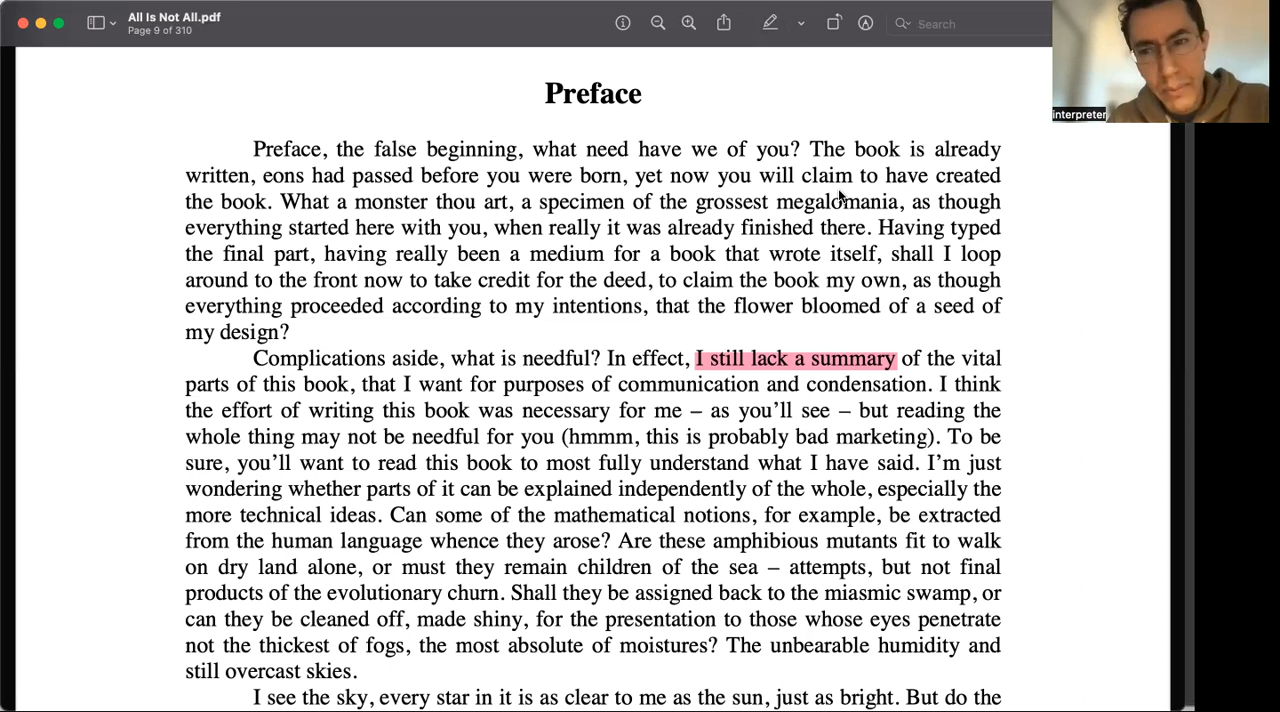 All Is Not All.pdf
Page 9 of 310
Search
interpreter
Preface
Preface, the false beginning, what need have we of you? The book is already
written, eons had passed before you were born, yet now you will claim to have created
the book. What a monster thou art, a specimen of the grossest megalomania, as though
everything started here with you, when really it was already finished there. Having typed
the final part, having really been a medium for a book that wrote itself, shall I loop
around to the front now to take credit for the deed, to claim the book my own, as though
everything proceeded according to my intentions, that the flower bloomed of a seed of
my design?
Complications aside, what is needful? In effect, I still lack a summary of the vital
parts of this book, that I want for purposes of communication and condensation. I think
the effort of writing this book was necessary for me – as you’ll see – but reading the
whole thing may not be needful for you (hmmm, this is probably bad marketing). To be
sure, you’ll want to read this book to most fully understand what I have said. I’m just
wondering whether parts of it can be explained independently of the whole, especially the
more technical ideas. Can some of the mathematical notions, for example, be extracted
from the human language whence they arose? Are these amphibious mutants fit to walk
on dry land alone, or must they remain children of the sea – attempts, but not final
products of the evolutionary churn. Shall they be assigned back to the miasmic swamp, or
can they be cleaned off, made shiny, for the presentation to those whose eyes penetrate
not the thickest of fogs, the most absolute of moistures? The unbearable humidity and
still overcast skies.
I see the sky, every star in it is as clear to me as the sun, just as bright. But do the